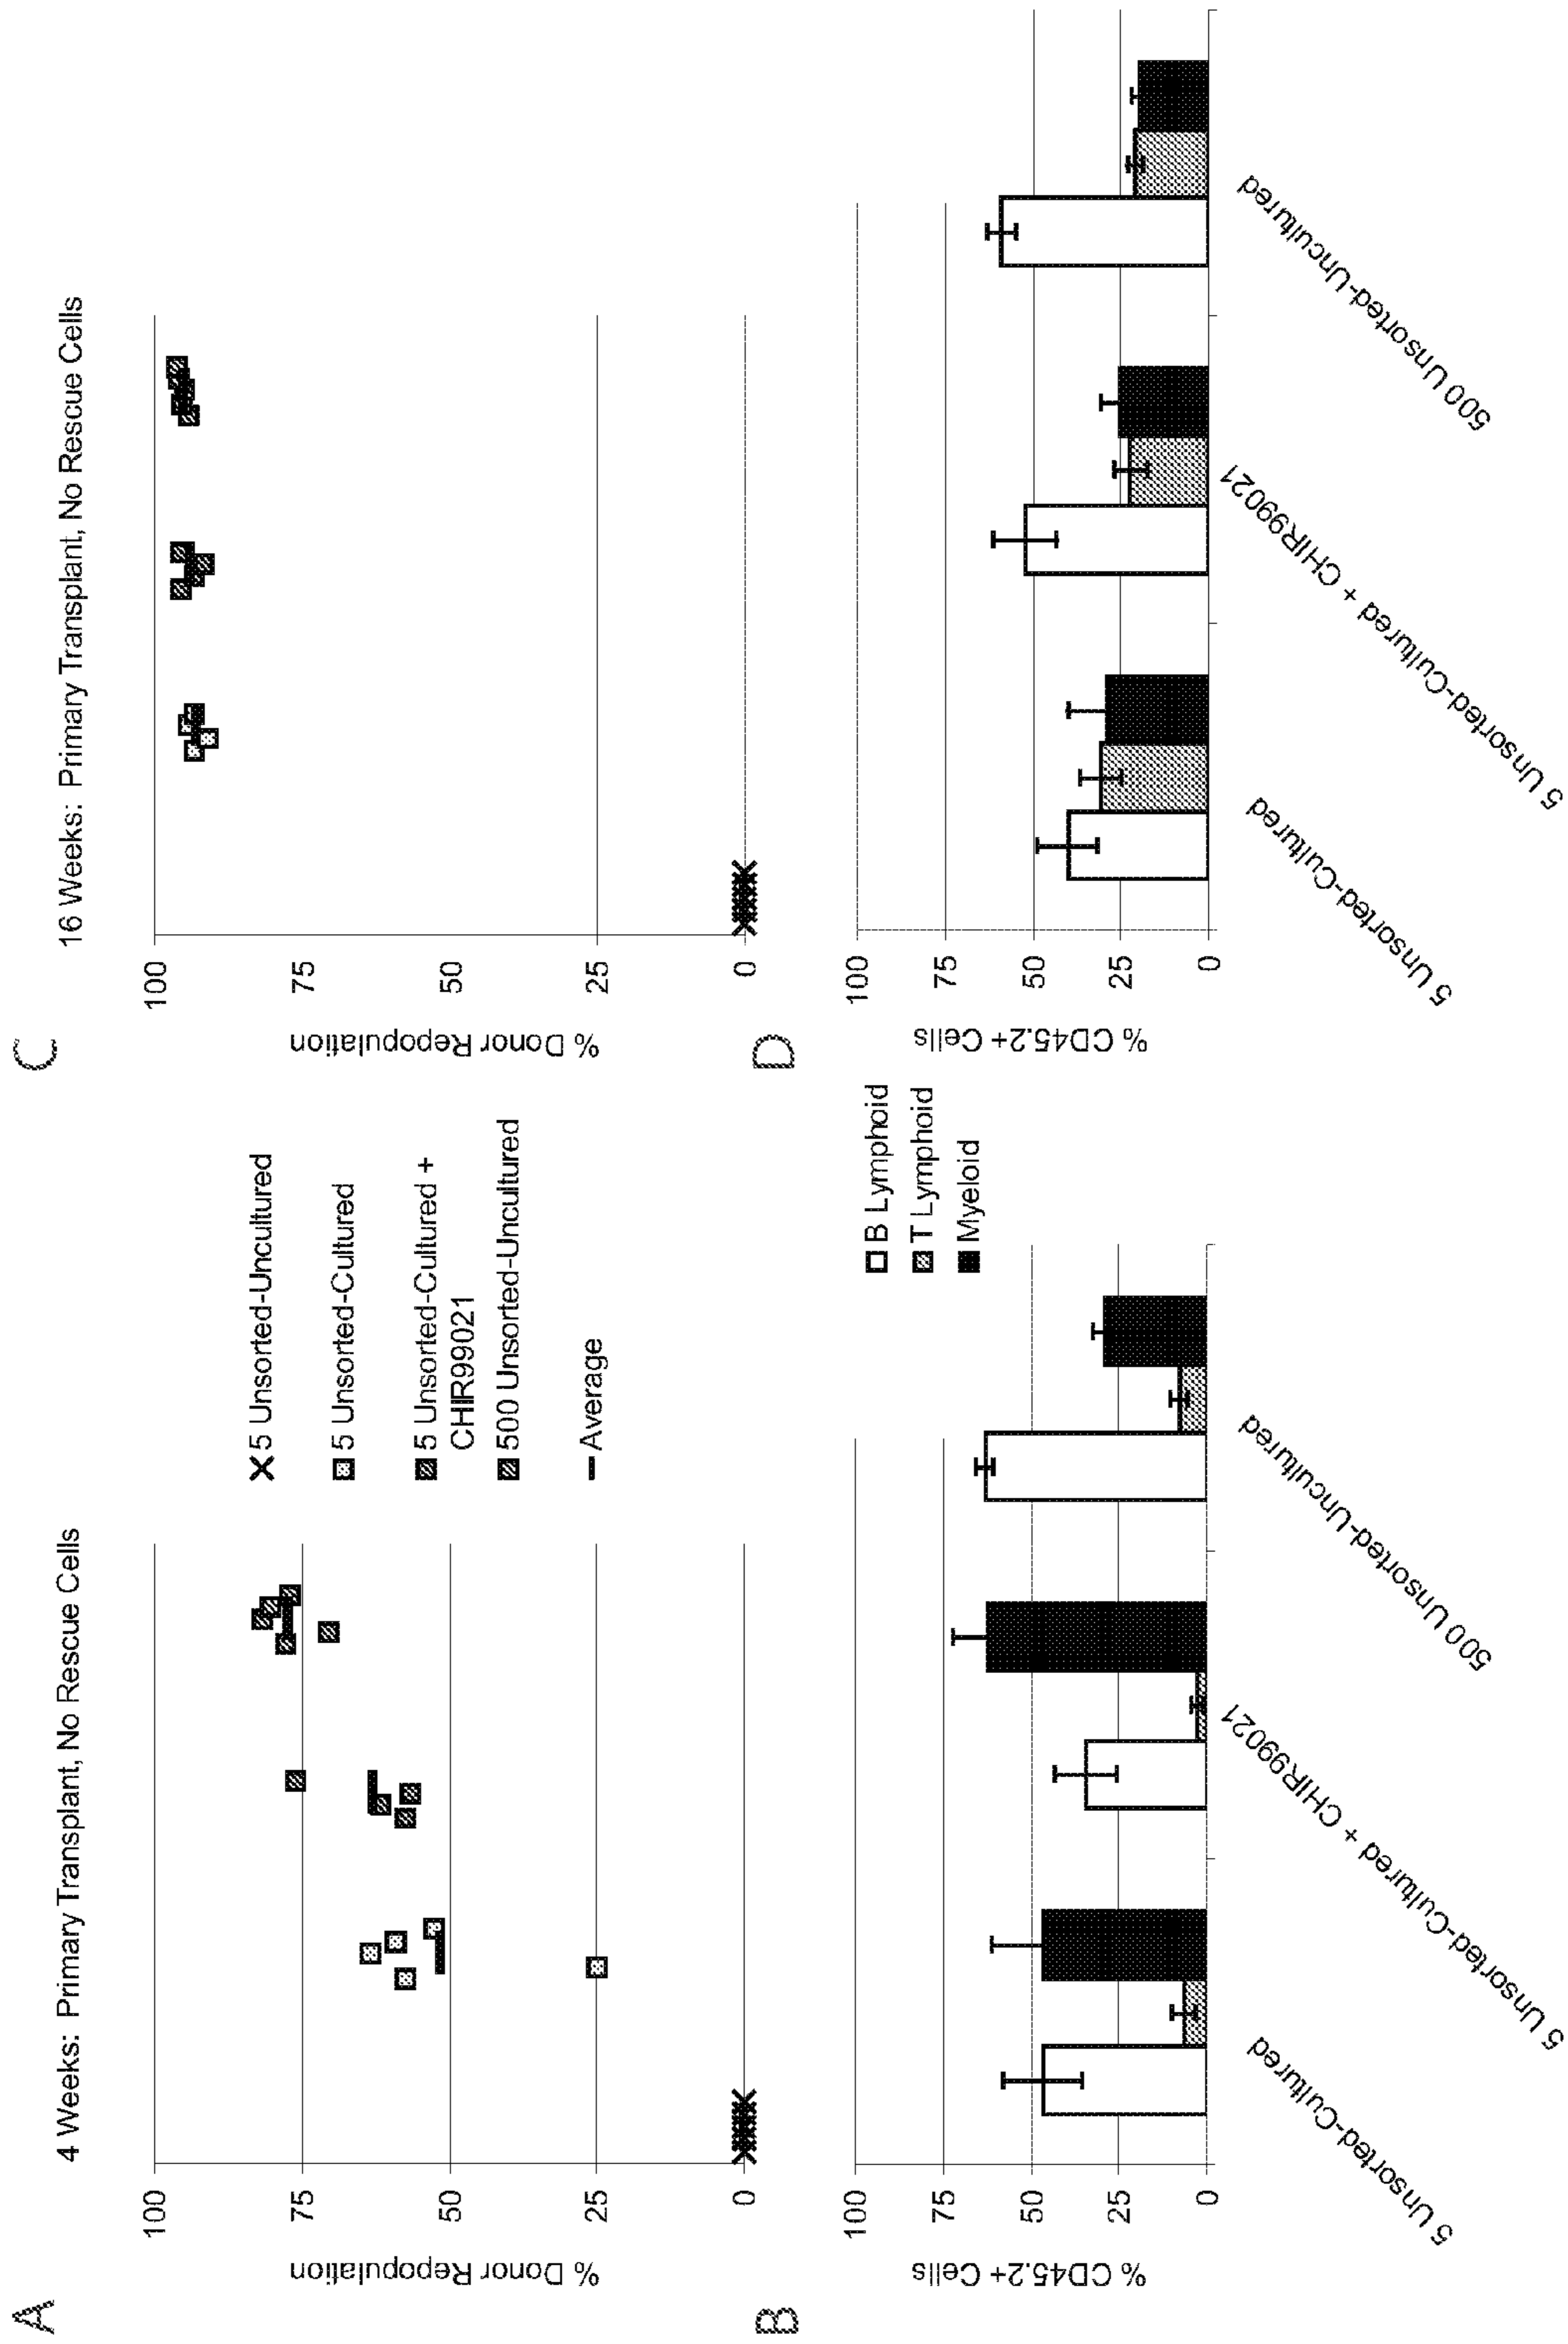 A
4 Weeks: Primary Transplant, No Rescue Cells
% Donor Repopulation
100
75
50
25
0
5 Unsorted-Uncultured
5 Unsorted-Cultured
5 Unsorted-Cultured +
CHIR99021
500 Unsorted-Uncultured
Average
B
% CD45.2+ Cells
100
75
50
25
0
5 Unsorted-Cultured
5 Unsorted-Cultured + CHIR99021
500 Unsorted-Uncultured
B Lymphoid
T Lymphoid
Myeloid
C
16 Weeks: Primary Transplant, No Rescue Cells
% Donor Repopulation
100
75
50
25
0
D
% CD45.2+ Cells
100
75
50
25
0
5 Unsorted-Cultured
5 Unsorted-Cultured + CHIR99021
500 Unsorted-Uncultured